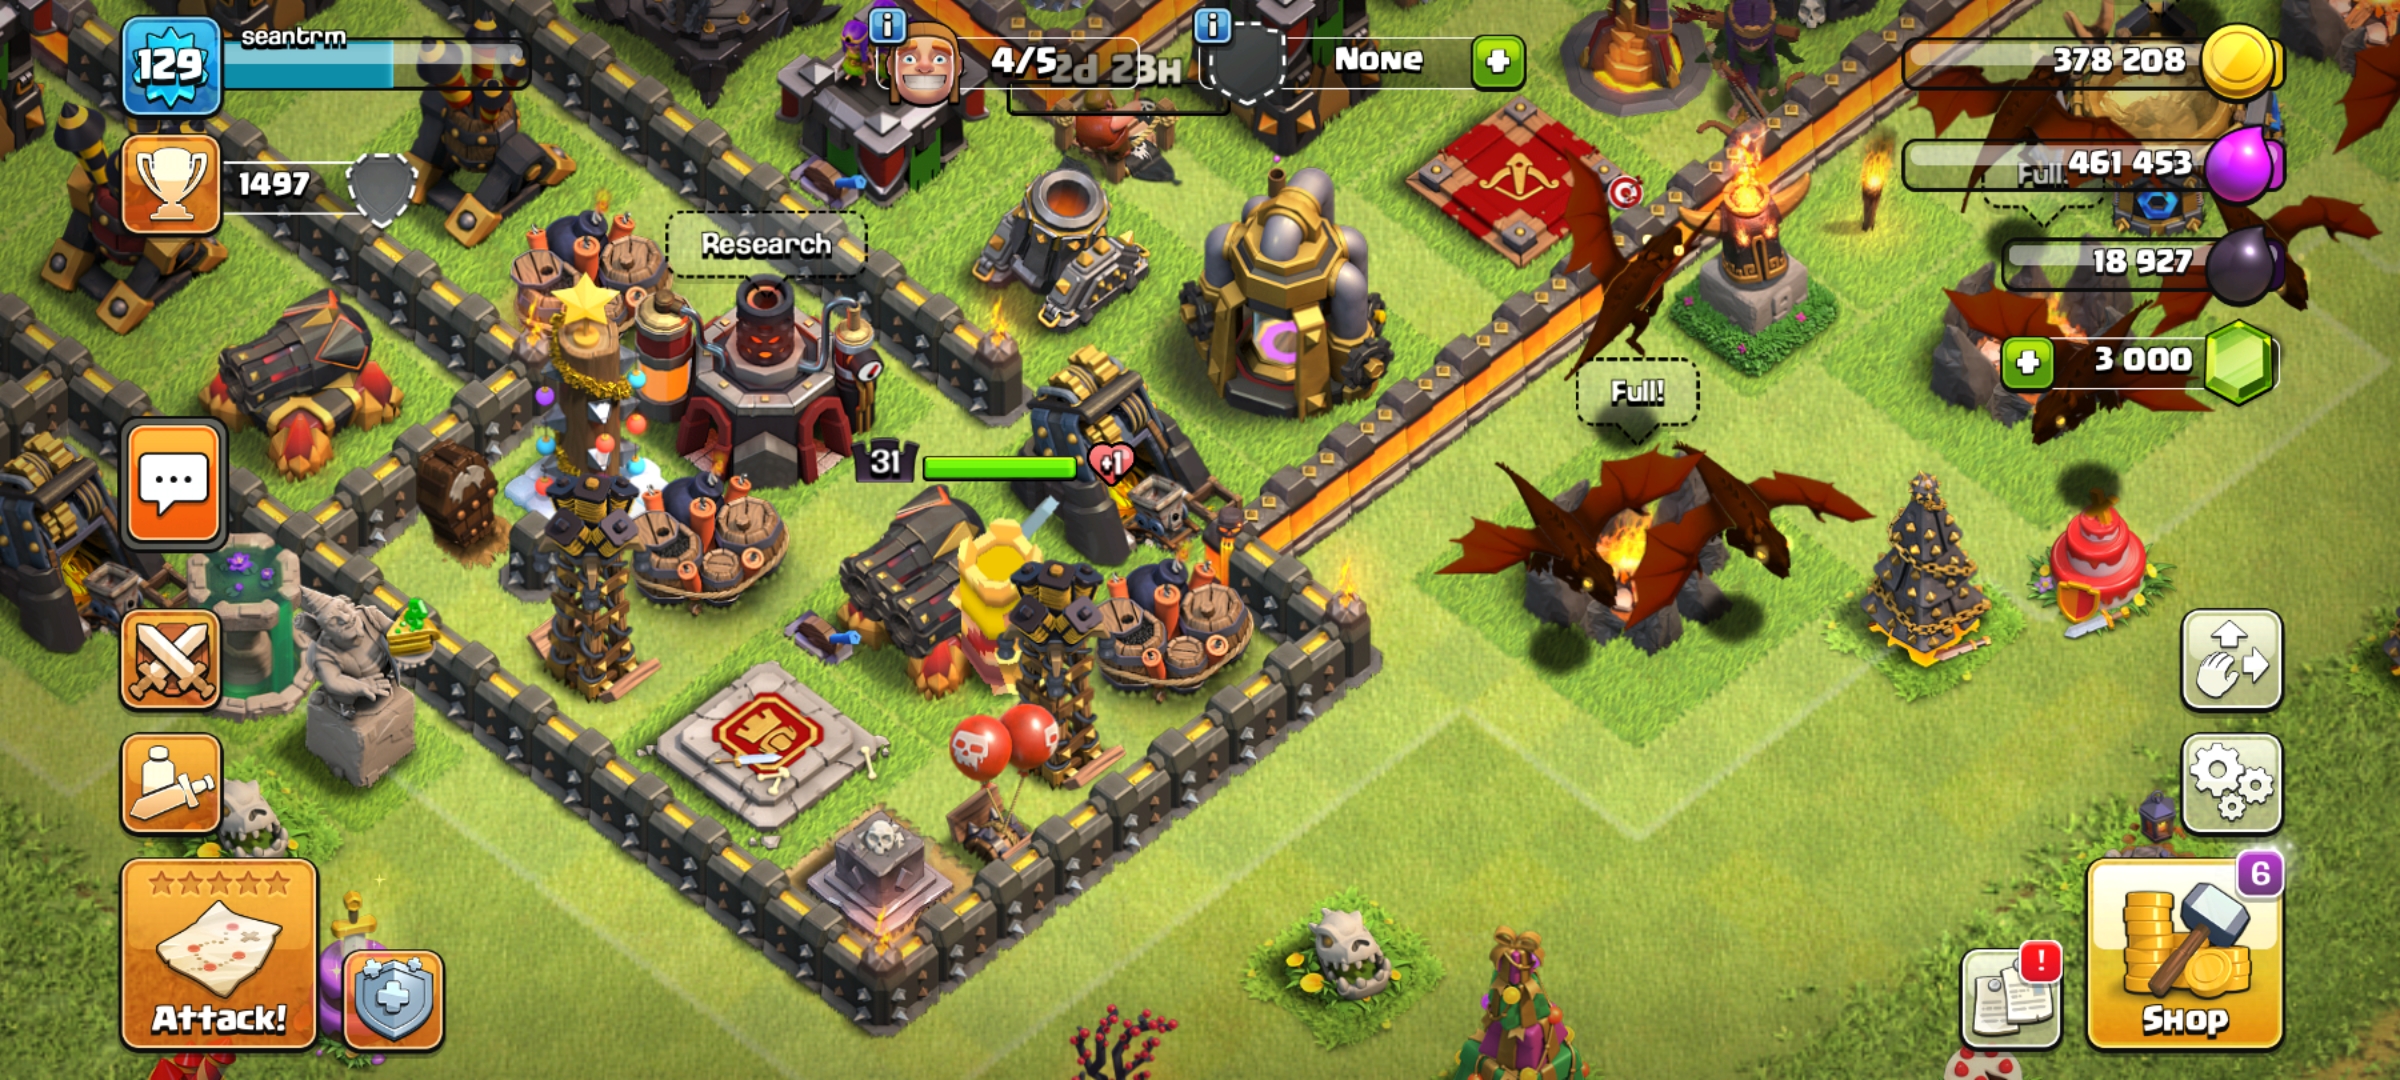 129
seantrm
4/5
2d 23H
None
378 208
1497
461 453
Full
Research
18 927
3 000
Full!
31
+1
6
Attack!
Shop
!